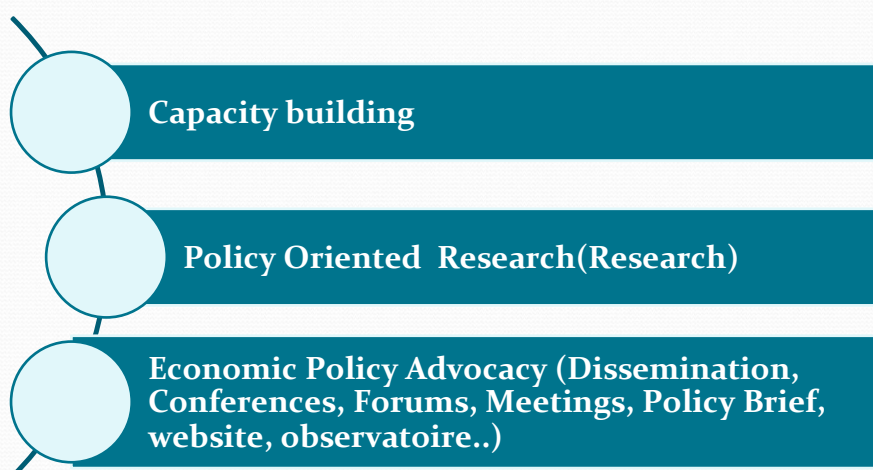 Capacity building
Policy Oriented  Research(Research)
Economic Policy Advocacy (Dissemination,
Conferences, Forums, Meetings, Policy Brief,
website, observatoire..)